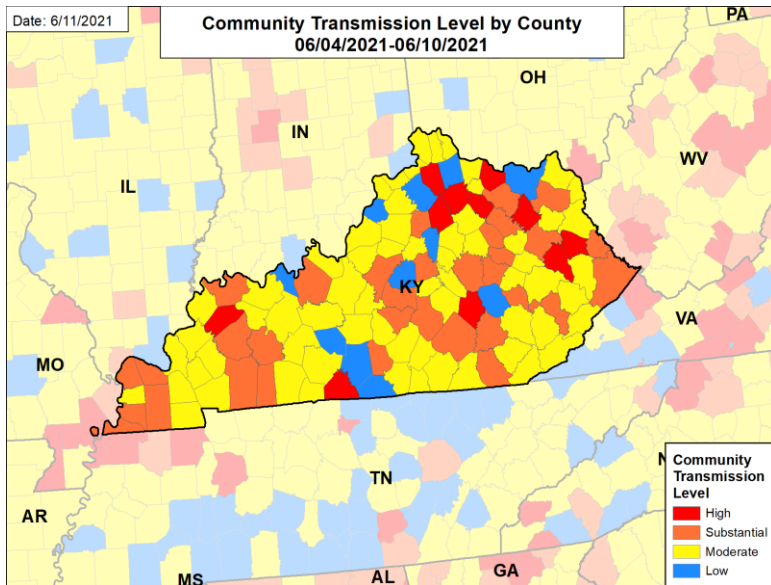 Date: 6/11/2021
Community Transmission Level by County
06/04/2021-06/10/2021
PA
OH
IN
WV
IL
KY
VA
MO
TN
N
AR
MS
AL
GA
Community
Transmission
Level
High
Substantial
Moderate
Low